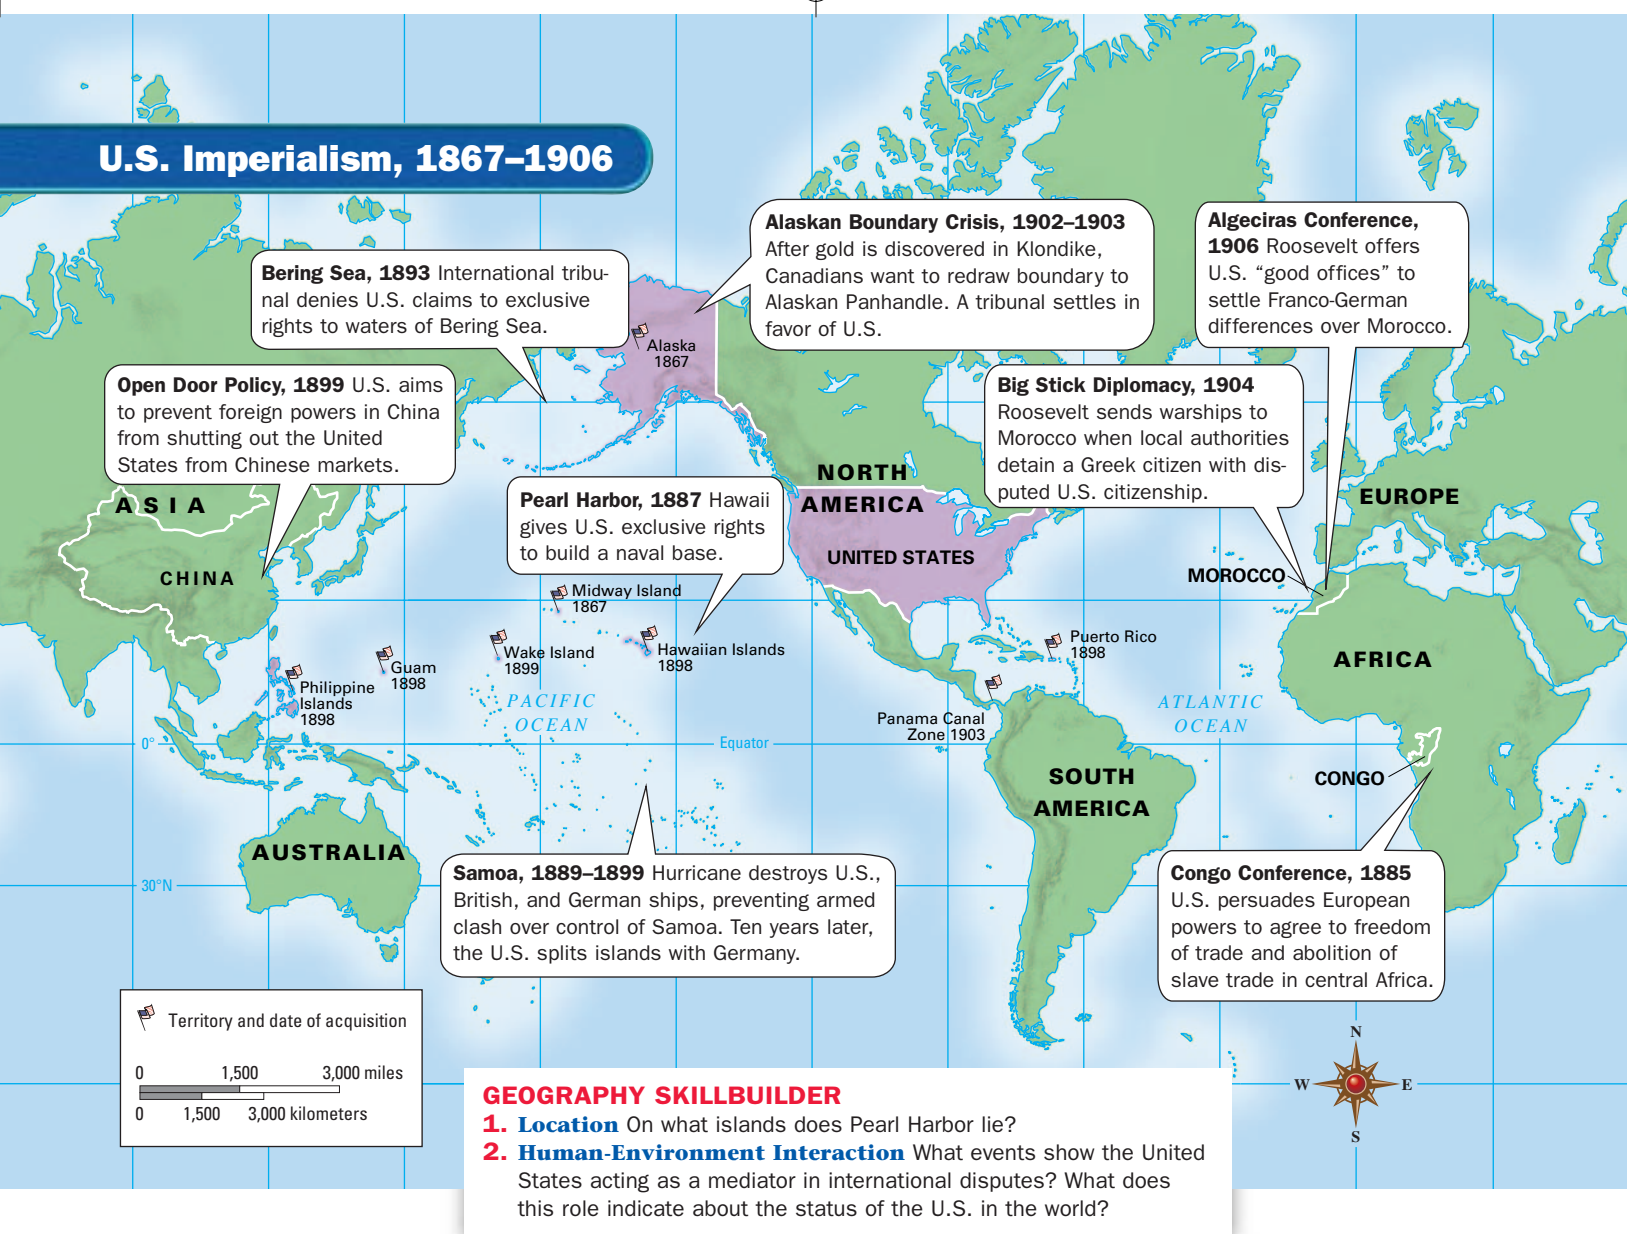 U.S. Imperialism, 1867–1906
Alaskan Boundary Crisis, 1902–1903
After gold is discovered in Klondike,
Canadians want to redraw boundary to
Alaskan Panhandle. A tribunal settles in
favor of U.S.
Algeciras Conference,
1906 Roosevelt offers
U.S. “good offices” to
settle Franco-German
differences over Morocco.
Bering Sea, 1893 International tribu-
nal denies U.S. claims to exclusive
rights to waters of Bering Sea.
Alaska
1867
Open Door Policy, 1899 U.S. aims
to prevent foreign powers in China
from shutting out the United
States from Chinese markets.
Big Stick Diplomacy, 1904
Roosevelt sends warships to
Morocco when local authorities
detain a Greek citizen with dis-
puted U.S. citizenship.
Pearl Harbor, 1887 Hawaii
gives U.S. exclusive rights
to build a naval base.
NORTH
AMERICA
UNITED STATES
EUROPE
ASIA
CHINA
MOROCCO
Midway Island
1867
Wake Island
1899
Hawaiian Islands
1898
Guam
1898
Philippine
Islands
1898
Puerto Rico
1898
AFRICA
PACIFIC
OCEAN
ATLANTIC
OCEAN
Panama Canal
Zone 1903
0°
Equator
SOUTH
AMERICA
CONGO
AUSTRALIA
30°N
Samoa, 1889–1899 Hurricane destroys U.S.,
British, and German ships, preventing armed
clash over control of Samoa. Ten years later,
the U.S. splits islands with Germany.
Congo Conference, 1885
U.S. persuades European
powers to agree to freedom
of trade and abolition of
slave trade in central Africa.
Territory and date of acquisition
0 1,500 3,000 miles
0 1,500 3,000 kilometers
N
W E
S
GEOGRAPHY SKILLBUILDER
1. Location On what islands does Pearl Harbor lie?
2. Human-Environment Interaction What events show the United
States acting as a mediator in international disputes? What does
this role indicate about the status of the U.S. in the world?